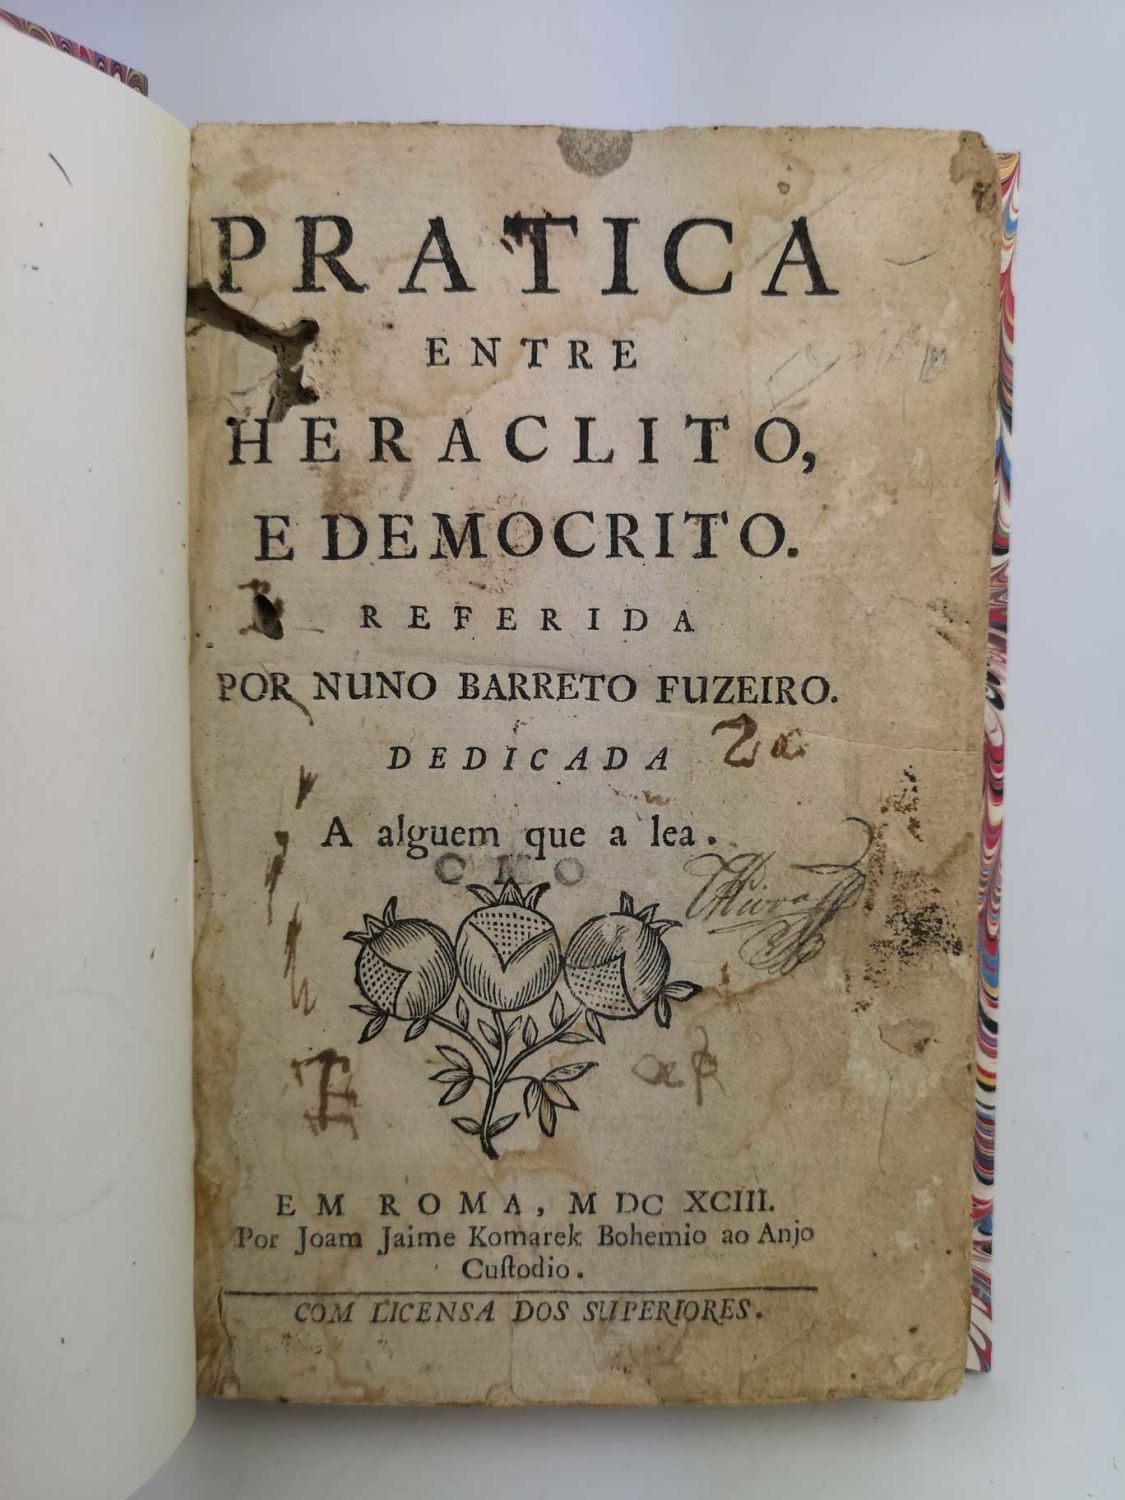 PRATICA
ENTRE
HERACLITO,
E DEMOCRITO.
REFERIDA
POR NUNO BARRETO FUZEIRO.
DEDICADA
A alguem que a lea.
EM ROMA, M DC XCIII.
Por Joam Jaime Komarek Bohemio ao Anjo
Cuſtodio.
COM LICENSA DOS SUPERIORES.